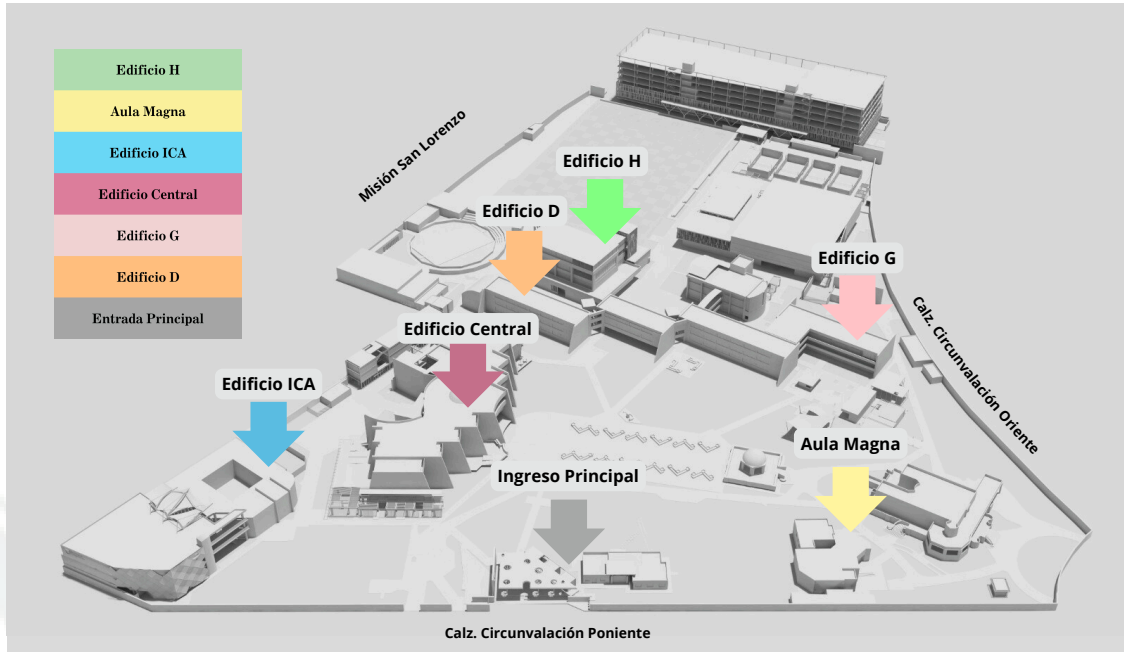 Edificio H
Aula Magna
Edificio ICA
Edificio Central
Edificio G
Edificio D
Entrada Principal
Misión San Lorenzo
Edificio H
Edificio D
Edificio G
Calz. Circunvalación Oriente
Edificio Central
Edificio ICA
Aula Magna
Ingreso Principal
Calz. Circunvalación Poniente